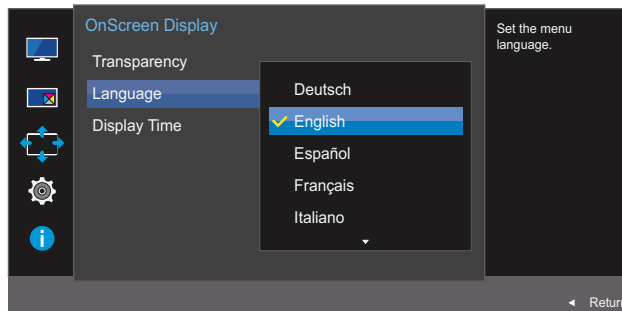 OnScreen Display
Transparency
Language
Display Time
Deutsch
English
Español
Français
Italiano
Set the menu
language.
Return